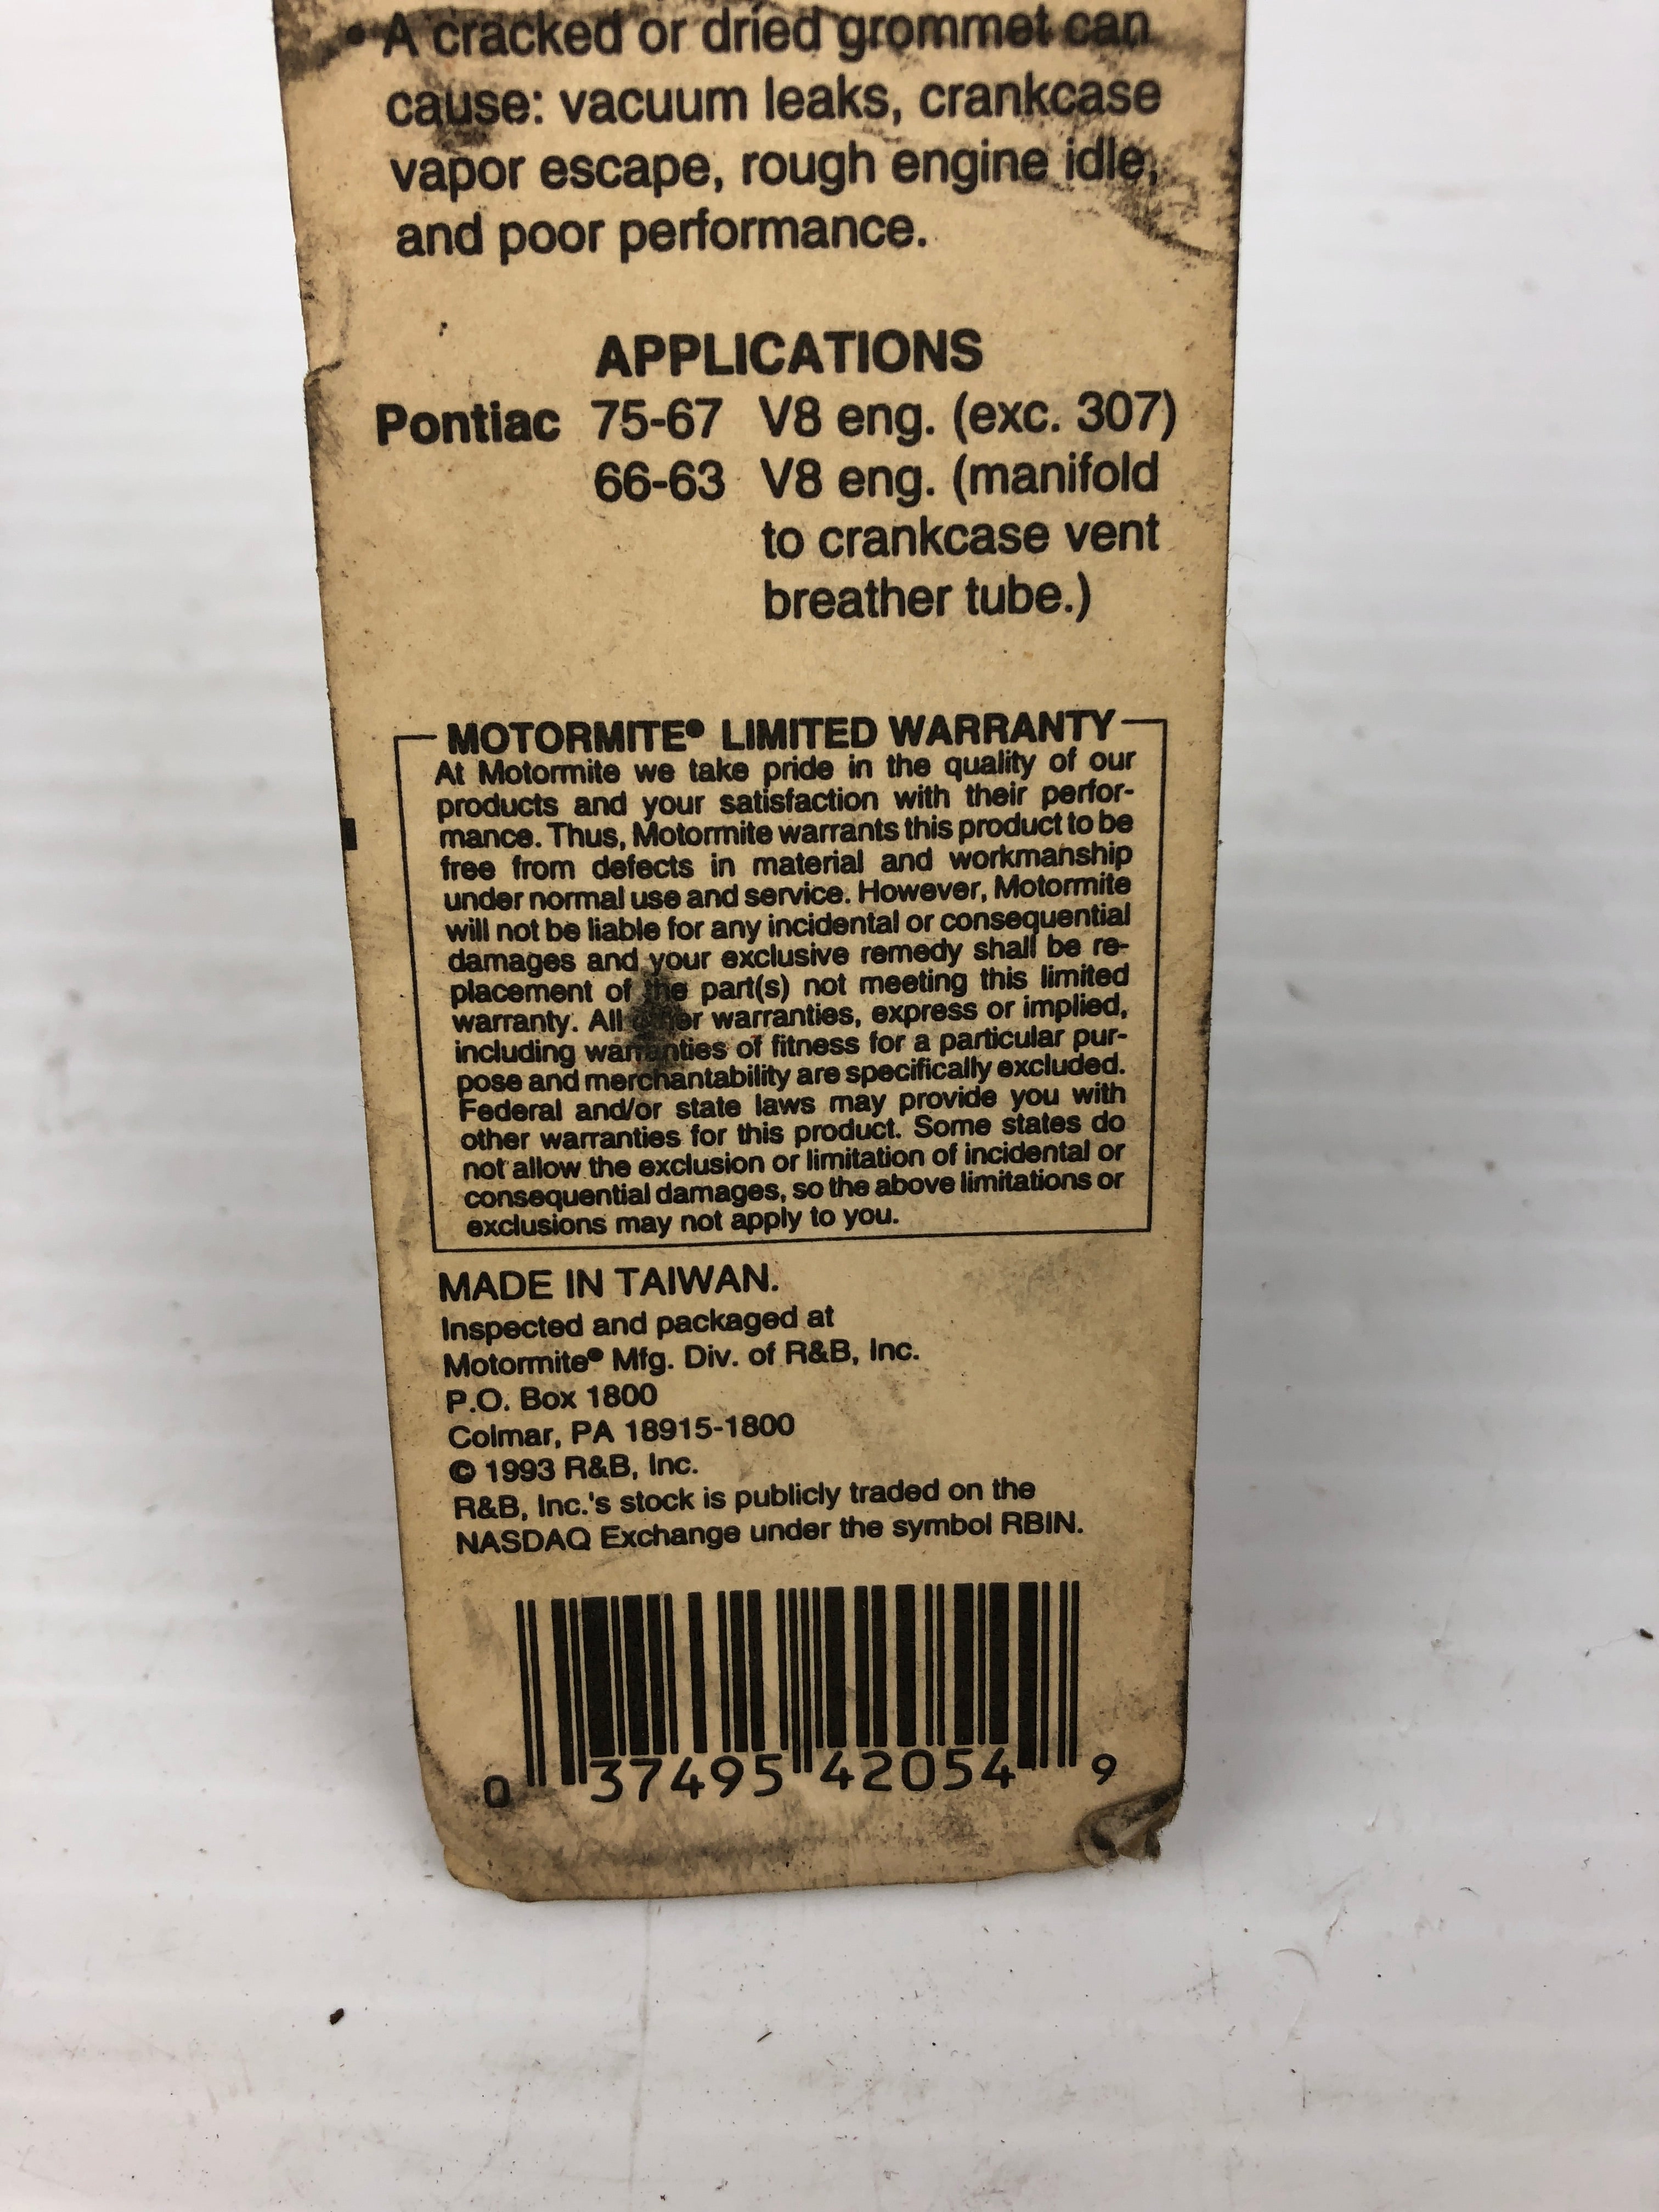 • A cracked or dried grommet can
cause: vacuum leaks, crankcase
vapor escape, rough engine idle,
and poor performance.
APPLICATIONS
Pontiac 75-67 V8 eng. (exc. 307)
66-63 V8 eng. (manifold
to crankcase vent
breather tube.)
MOTORMITE® LIMITED WARRANTY
At Motormite we take pride in the quality of our
products and your satisfaction with their perfor-
mance. Thus, Motormite warrants this product to be
free from defects in material and workmanship
under normal use and service. However, Motormite
will not be liable for any incidental or consequential
damages and your exclusive remedy shall be re-
placement of the part(s) not meeting this limited
warranty. All other warranties, express or implied,
including warranties of fitness for a particular pur-
pose and merchantability are specifically excluded.
Federal and/or state laws may provide you with
other warranties for this product. Some states do
not allow the exclusion or limitation of incidental or
consequential damages, so the above limitations or
exclusions may not apply to you.
MADE IN TAIWAN.
Inspected and packaged at
Motormite® Mfg. Div. of R&B, Inc.
P.O. Box 1800
Colmar, PA 18915-1800
© 1993 R&B, Inc.
R&B, Inc.'s stock is publicly traded on the
NASDAQ Exchange under the symbol RBIN.
0 37495 42054 9